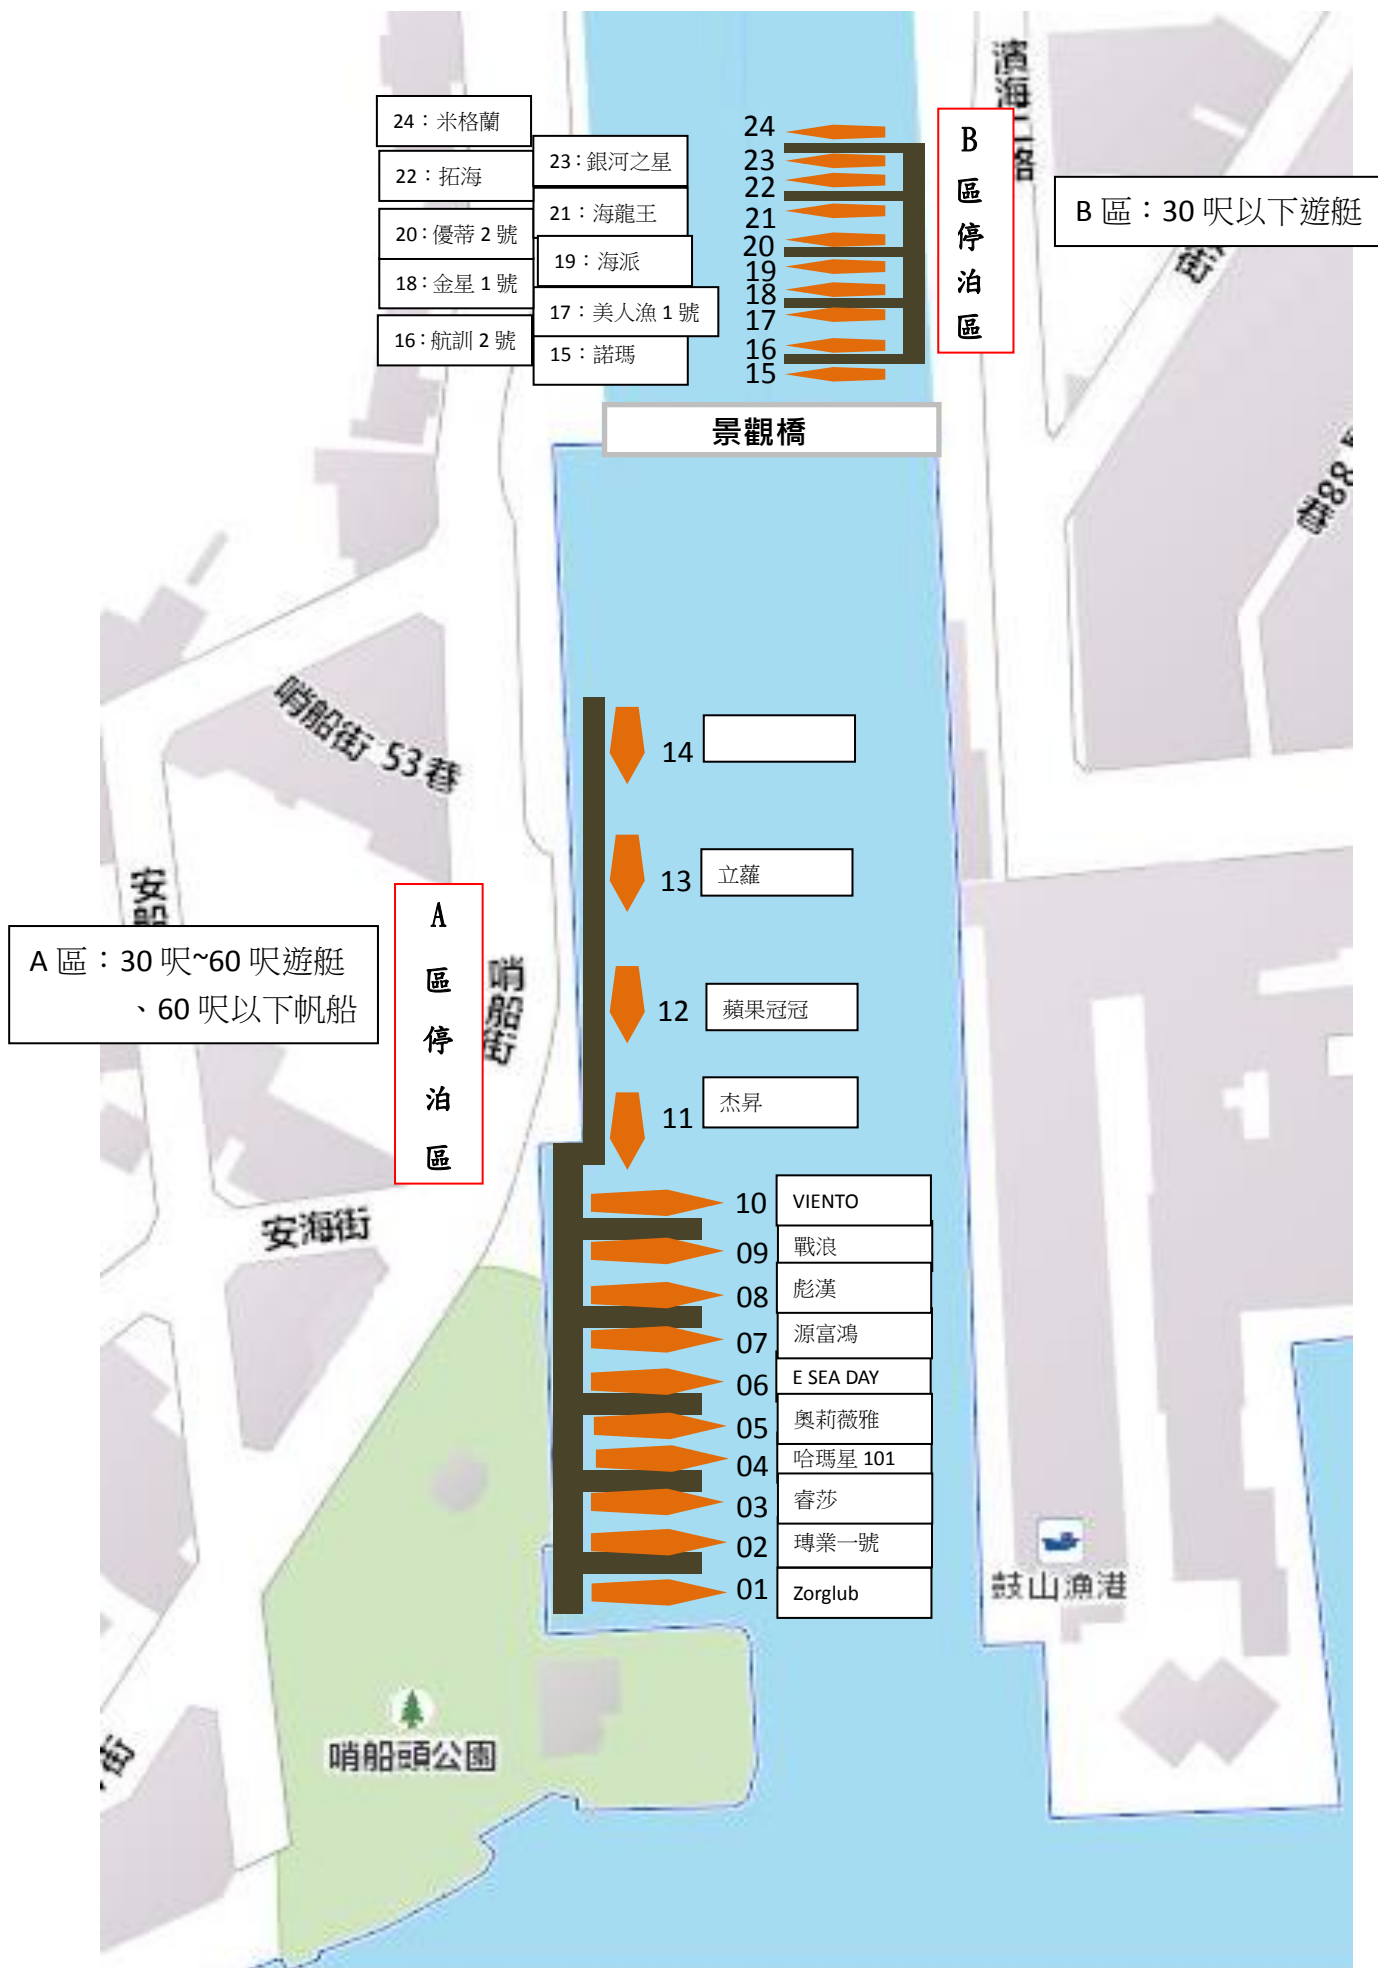 濱海二路
24：米格蘭
23：銀河之星
22：拓海
21：海龍王
20：優蒂 2 號
19：海派
18：金星 1 號
17：美人漁 1 號
16：航訓 2 號
15：諾瑪
24
23
22
21
20
19
18
17
16
15
B 區 停 泊 區
B 區：30 呎以下遊艇
街
景觀橋
88
巷
哨船街 53 巷
14
13
立蘿
12
蘋果冠冠
11
杰昇
安船
A 區 停 泊 區
A 區：30 呎~60 呎遊艇
、60 呎以下帆船
哨船街
安海街
10
VIENTO
09
戰浪
08
彪漢
07
源富鴻
06
E SEA DAY
05
奧莉薇雅
04
哈瑪星 101
03
睿莎
02
瑼業一號
01
Zorglub
鼓山漁港
哨船頭公園
街